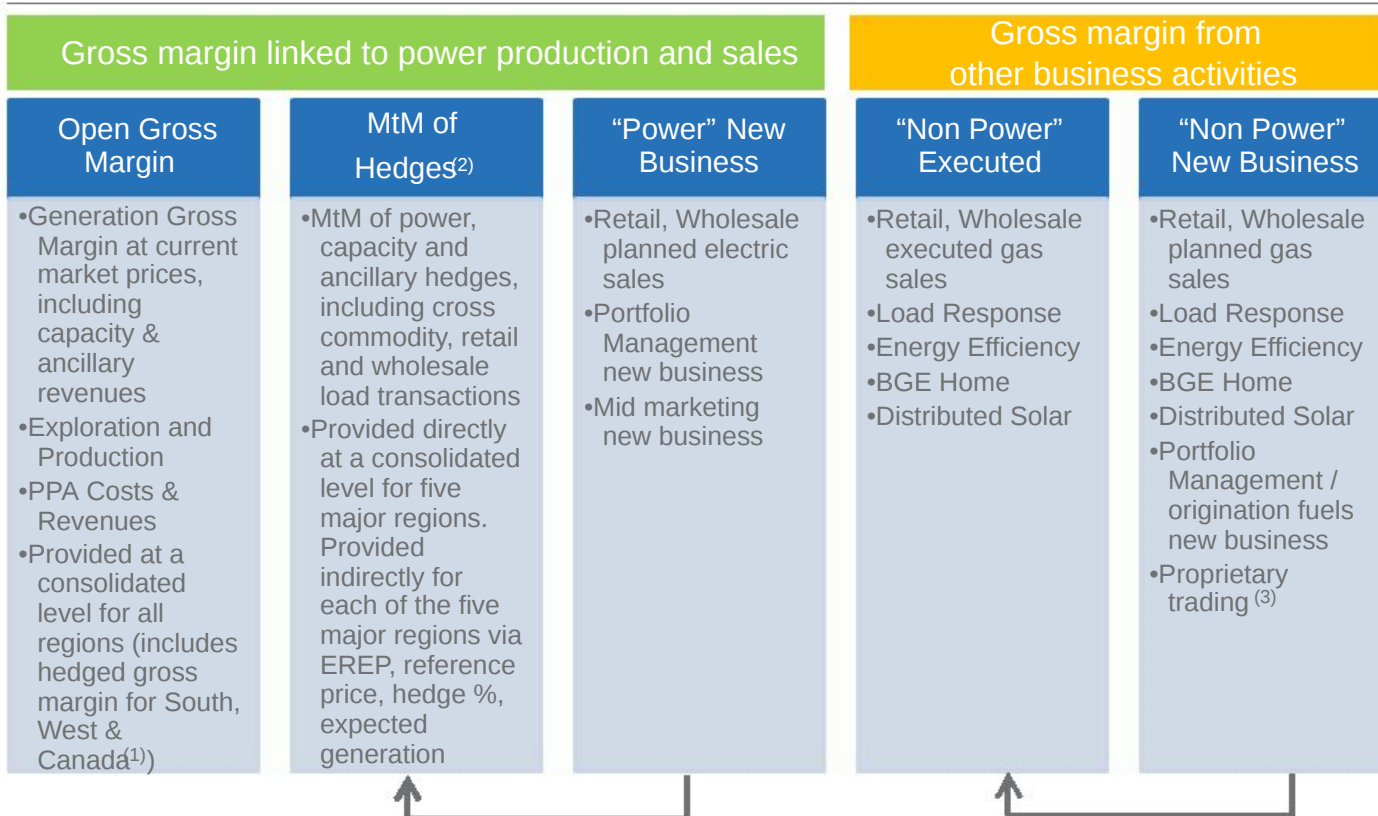 Gross margin linked to power production and sales
Gross margin from
other business activities
Open Gross
Margin
•Generation Gross
Margin at current
market prices,
including
capacity &
ancillary
revenues
•Exploration and
Production
•PPA Costs &
Revenues
•Provided at a
consolidated
level for all
regions (includes
hedged gross
margin for South,
West &
Canada(1))
MtM of
Hedges(2)
•MtM of power,
capacity and
ancillary hedges,
including cross
commodity, retail
and wholesale
load transactions
•Provided directly
at a consolidated
level for five
major regions.
Provided
indirectly for
each of the five
major regions via
EREP, reference
price, hedge %,
expected
generation
“Power” New
Business
•Retail, Wholesale
planned electric
sales
•Portfolio
Management
new business
•Mid marketing
new business
“Non Power”
Executed
•Retail, Wholesale
executed gas
sales
•Load Response
•Energy Efficiency
•BGE Home
•Distributed Solar
“Non Power”
New Business
•Retail, Wholesale
planned gas
sales
•Load Response
•Energy Efficiency
•BGE Home
•Distributed Solar
•Portfolio
Management /
origination fuels
new business
•Proprietary
trading (3)